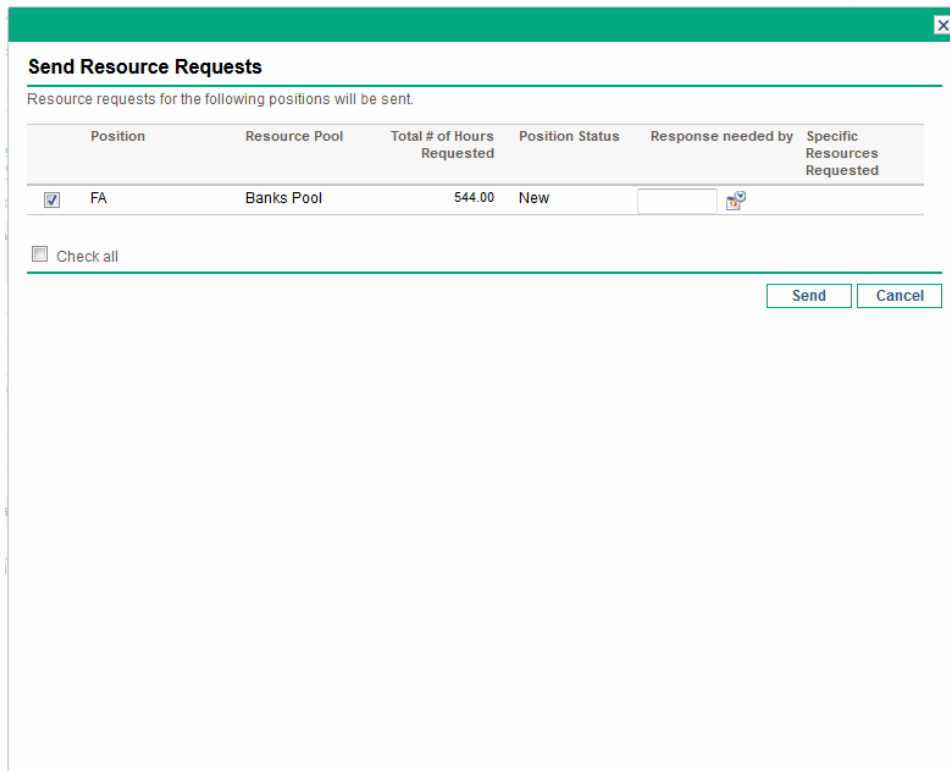 Send Resource Requests
Resource requests for the following positions will be sent.
Position Resource Pool Total # of Hours Requested Position Status Response needed by Specific Resources Requested
FA Banks Pool 544.00 New
Check all
Send Cancel